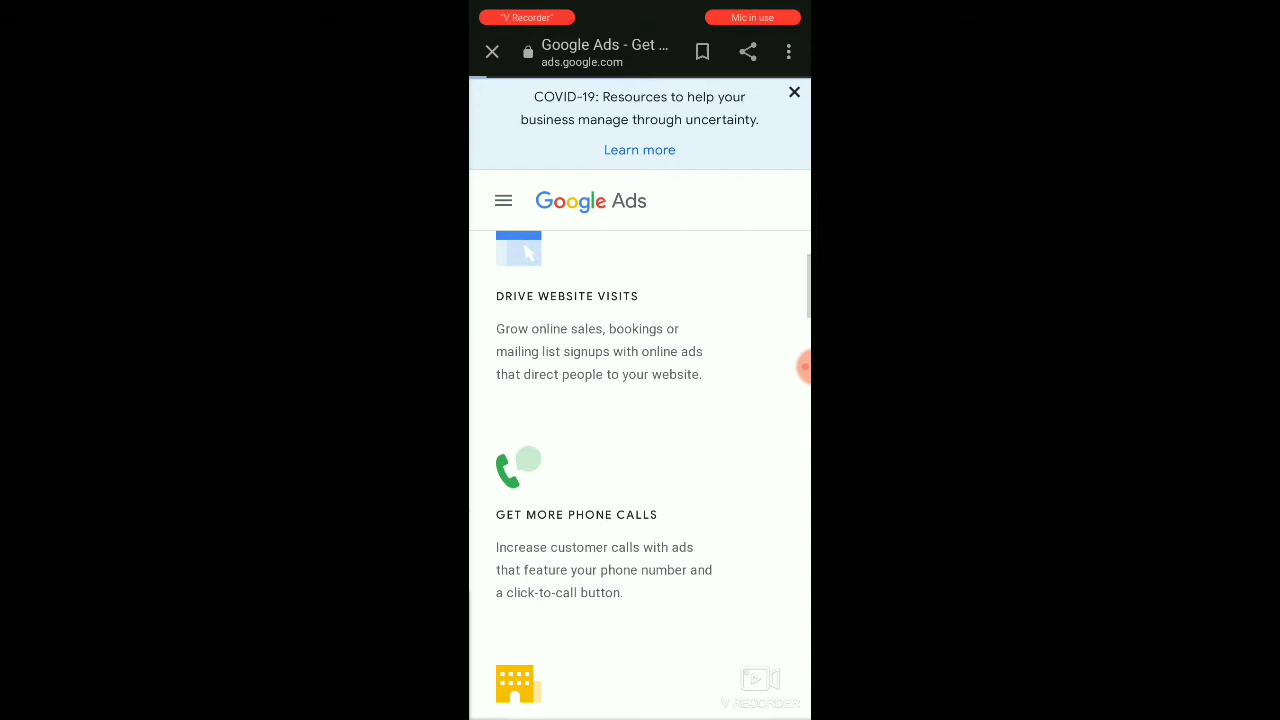 "V Recorder"
Mic in use
Google Ads - Get ...
ads.google.com
COVID-19: Resources to help your
business manage through uncertainty.
Learn more
Google Ads
DRIVE WEBSITE VISITS
Grow online sales, bookings or
mailing list signups with online ads
that direct people to your website.
GET MORE PHONE CALLS
Increase customer calls with ads
that feature your phone number and
a click-to-call button.
V RECORDER